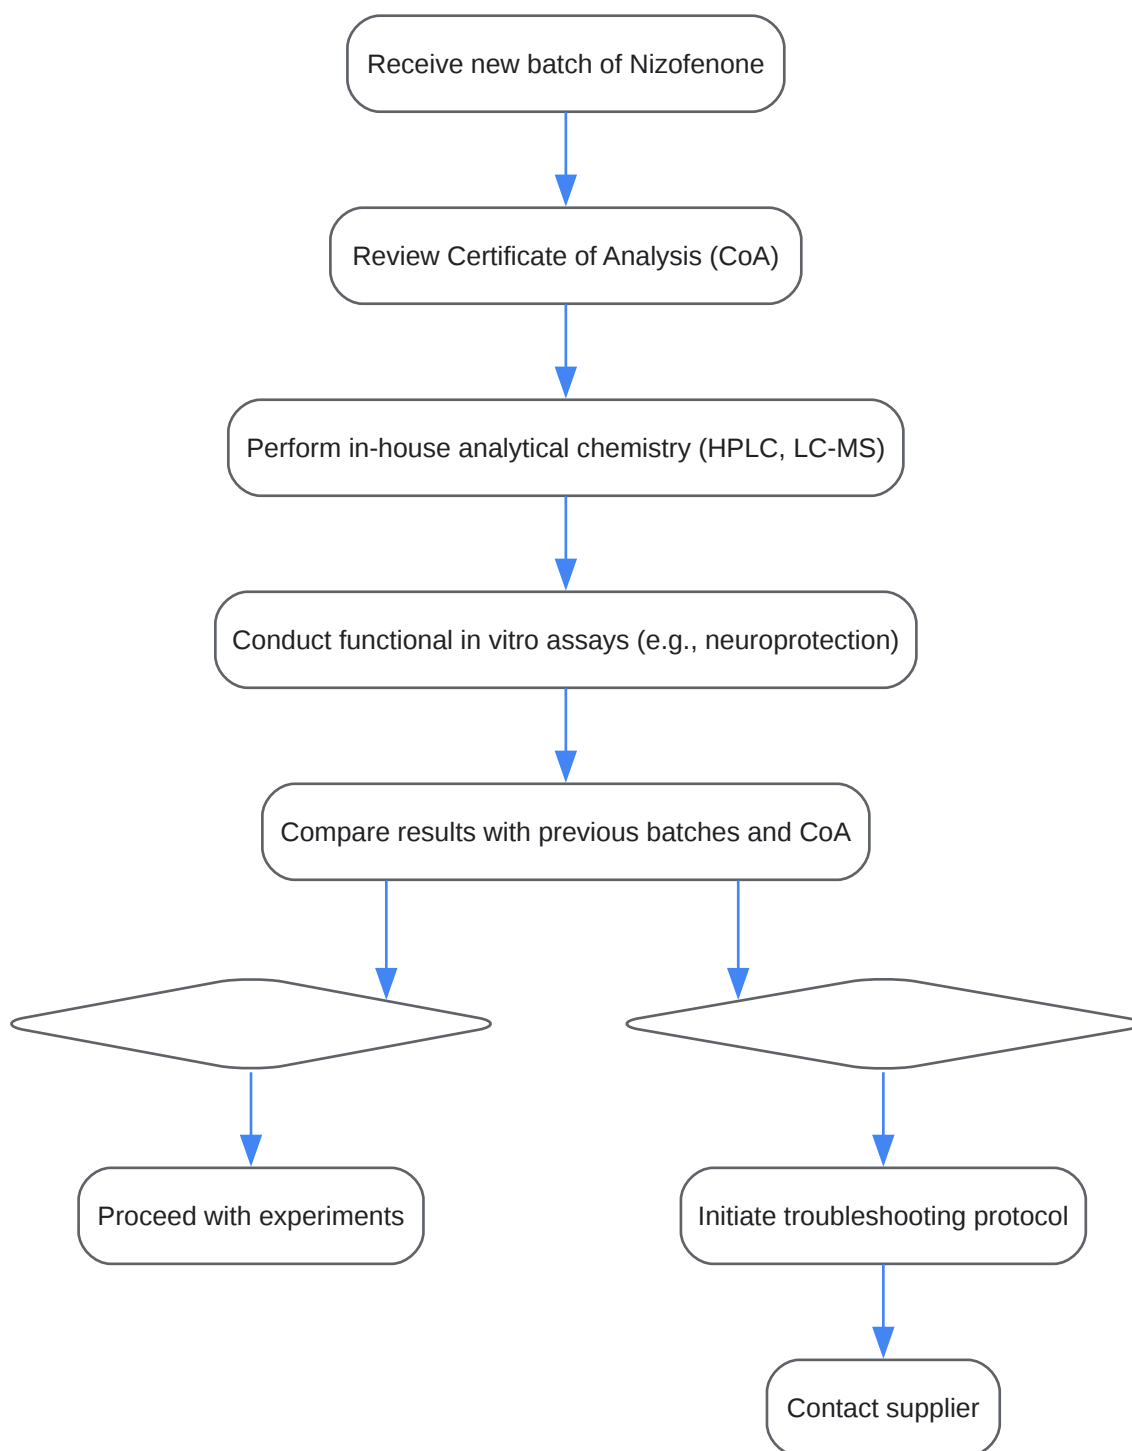 Receive new batch of Nizofenone
Review Certificate of Analysis (CoA)
Perform in-house analytical chemistry (HPLC, LC-MS)
Conduct functional in vitro assays (e.g., neuroprotection)
Compare results with previous batches and CoA
Proceed with experiments
Initiate troubleshooting protocol
Contact supplier